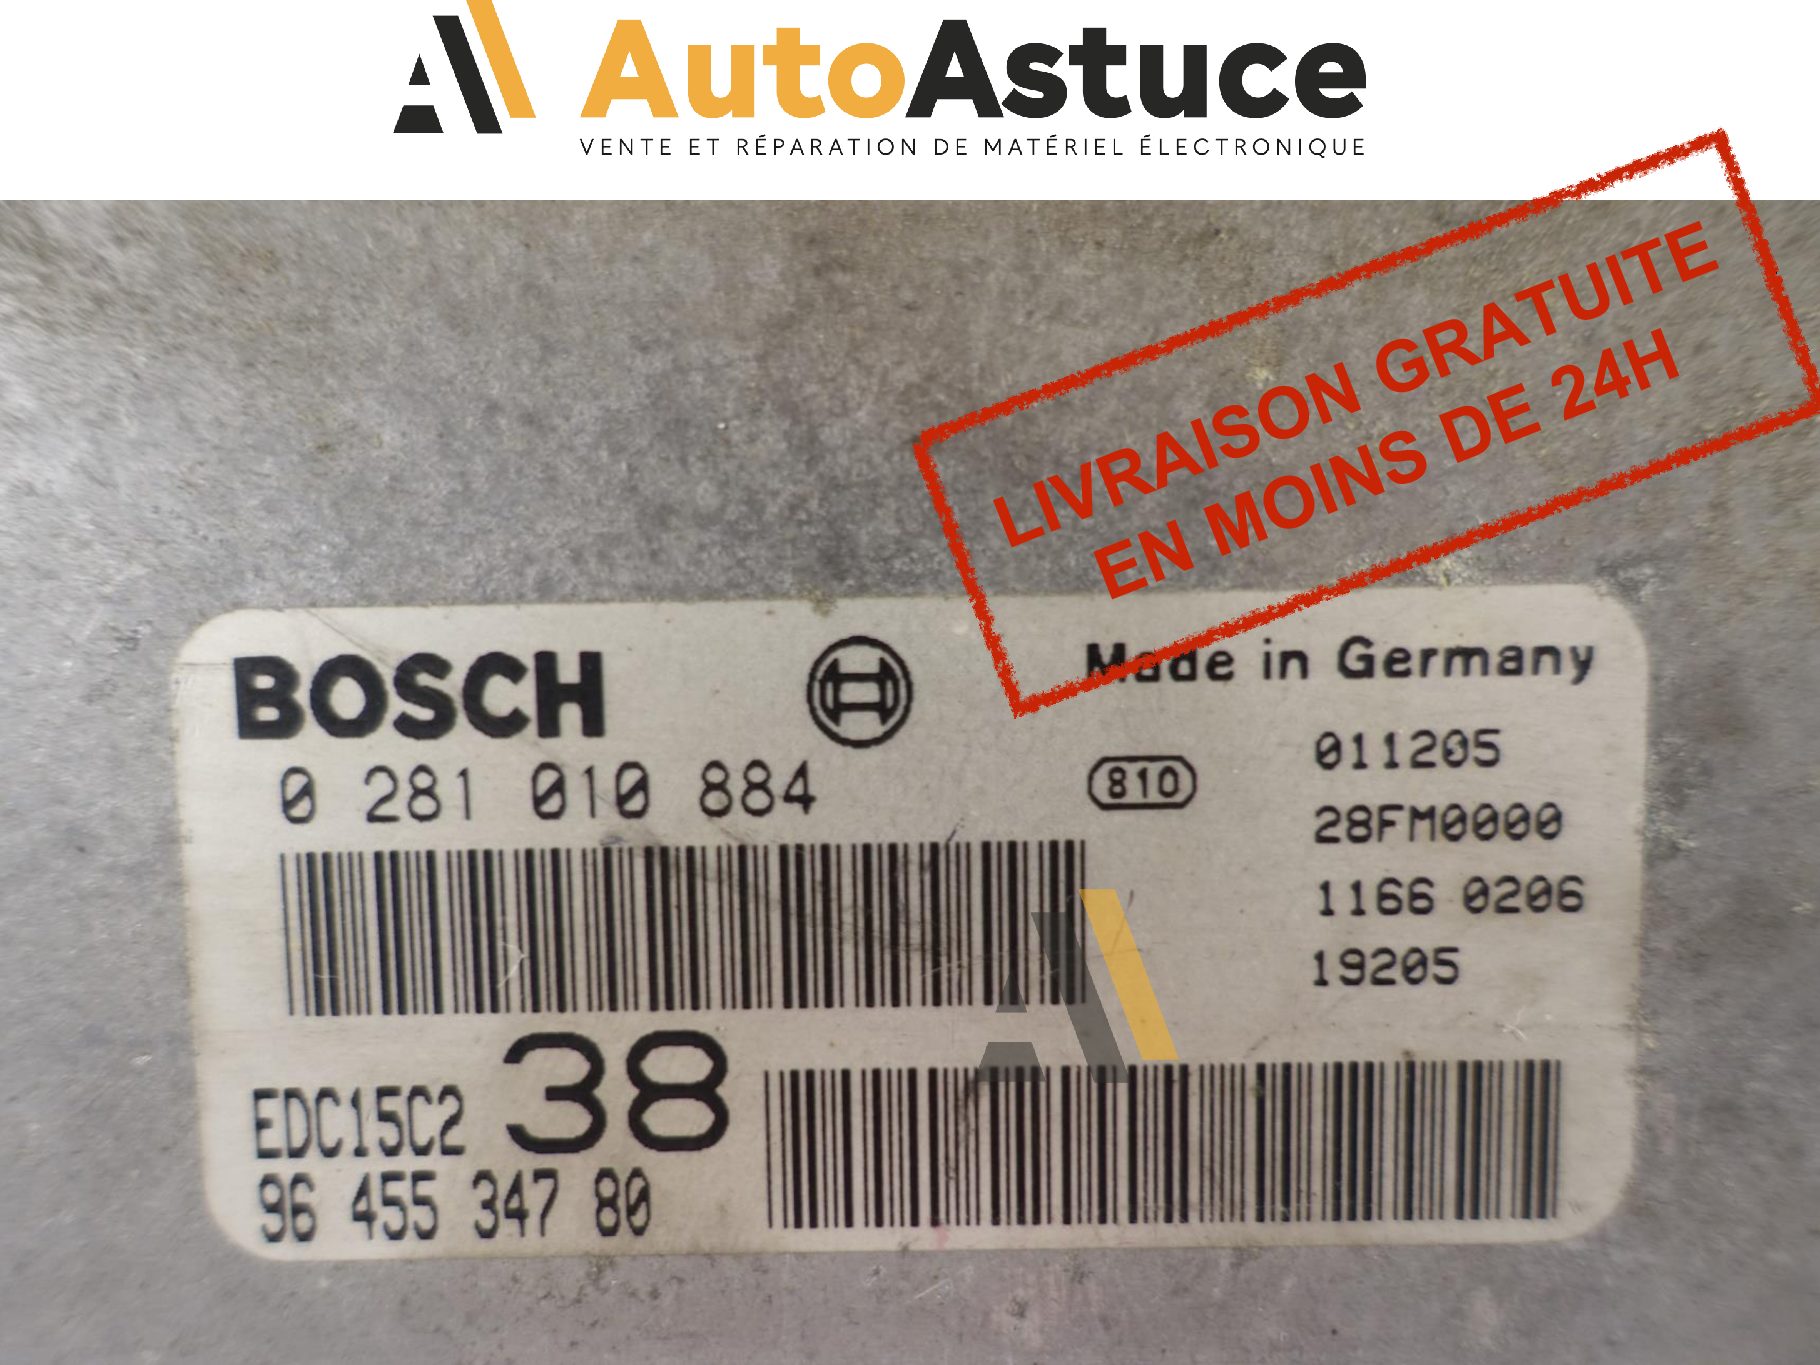 AutoAstuce
VENTE ET RÉPARATION DE MATÉRIEL ÉLECTRONIQUE
LIVRAISON GRATUITE
EN MOINS DE 24H
BOSCH
Made in Germany
0 281 010 884
810
011205
28FM0000
1166 0206
19205
EDC15C2 38
96 455 347 80